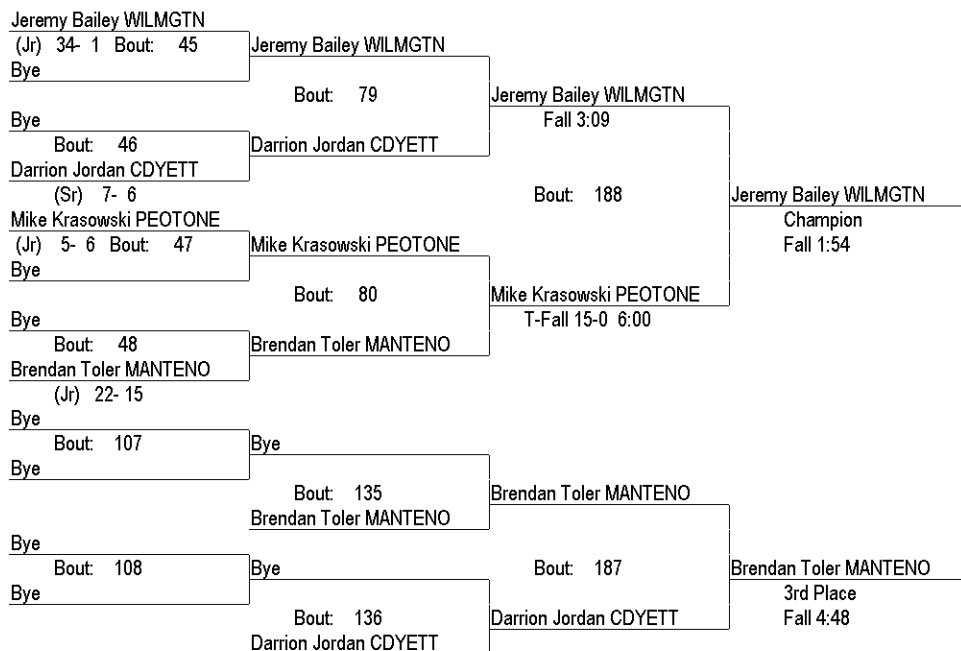 Jeremy Bailey WILMGTN
(Jr) 34- 1 Bout: 45
Jeremy Bailey WILMGTN
Bye
Bout: 79
Jeremy Bailey WILMGTN
Bye
Fall 3:09
Bout: 46
Darrion Jordan CDYETT
Darrion Jordan CDYETT
(Sr) 7- 6
Bout: 188
Jeremy Bailey WILMGTN
Mike Krasowski PEOTONE
Champion
(Jr) 5- 6 Bout: 47
Mike Krasowski PEOTONE
Fall 1:54
Bye
Bout: 80
Mike Krasowski PEOTONE
Bye
T-Fall 15-0 6:00
Bout: 48
Brendan Toler MANTENO
Brendan Toler MANTENO
(Jr) 22- 15
Bye
Bout: 107
Bye
Bye
Bout: 135
Brendan Toler MANTENO
Brendan Toler MANTENO
Bye
Bout: 108
Bye
Bout: 187
Brendan Toler MANTENO
Bye
3rd Place
Bout: 136
Darrion Jordan CDYETT
Fall 4:48
Darrion Jordan CDYETT